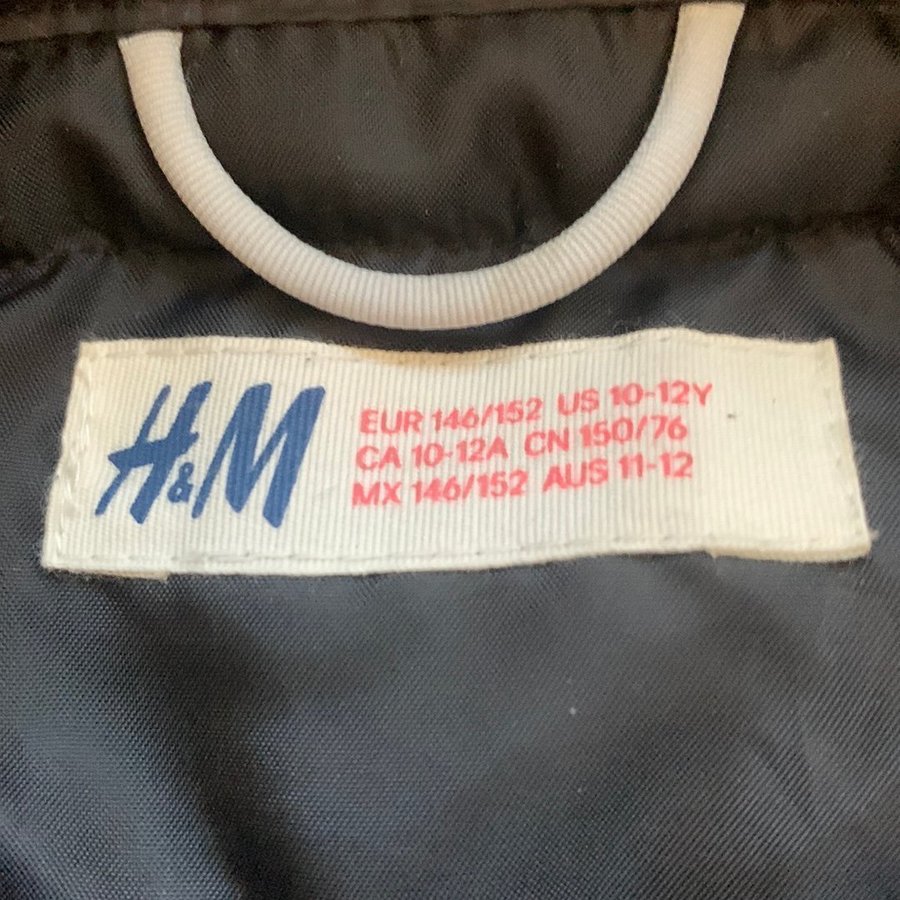 H&M
EUR 146/152 US 10-12Y
CA 10-12A CN 150/76
MX 146/152 AUS 11-12